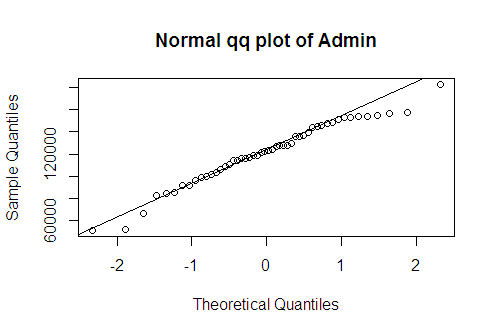 Normal qq plot of Admin
Sample Quantiles
120000
60000
-2 -1 0 1 2
Theoretical Quantiles